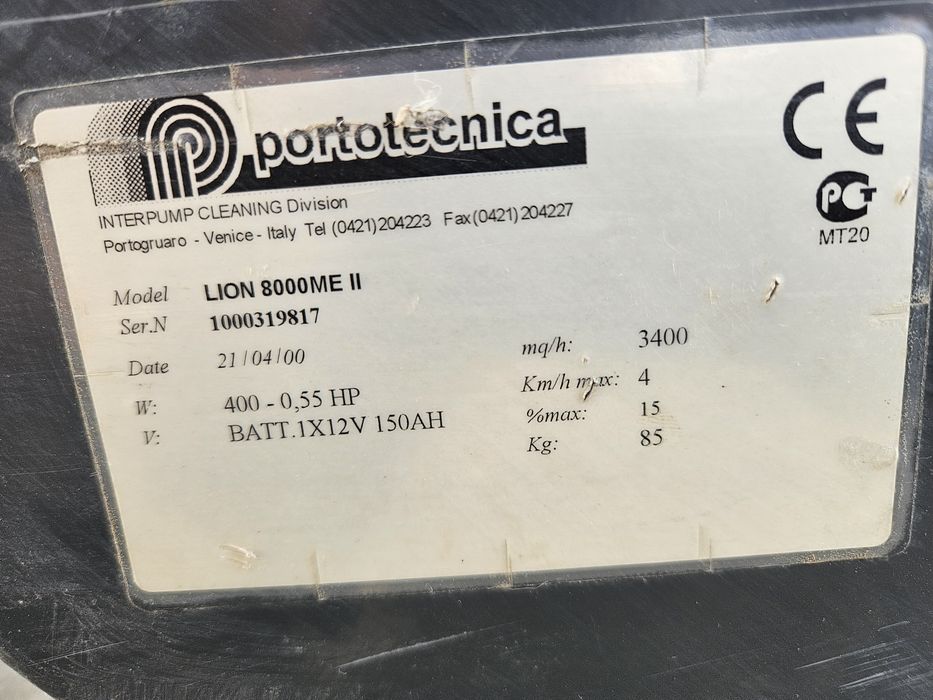 portotecnica
CE
INTERPUMP CLEANING Division
Portogruaro - Venice - Italy Tel (0421)204223 Fax(0421)204227
PCT
MT20
Model LION 8000ME II
Ser.N 1000319817
Date 21/04/00
W: 400 - 0,55 HP
V: BATT.1X12V 150AH
mq/h: 3400
Km/h max: 4
%max: 15
Kg: 85